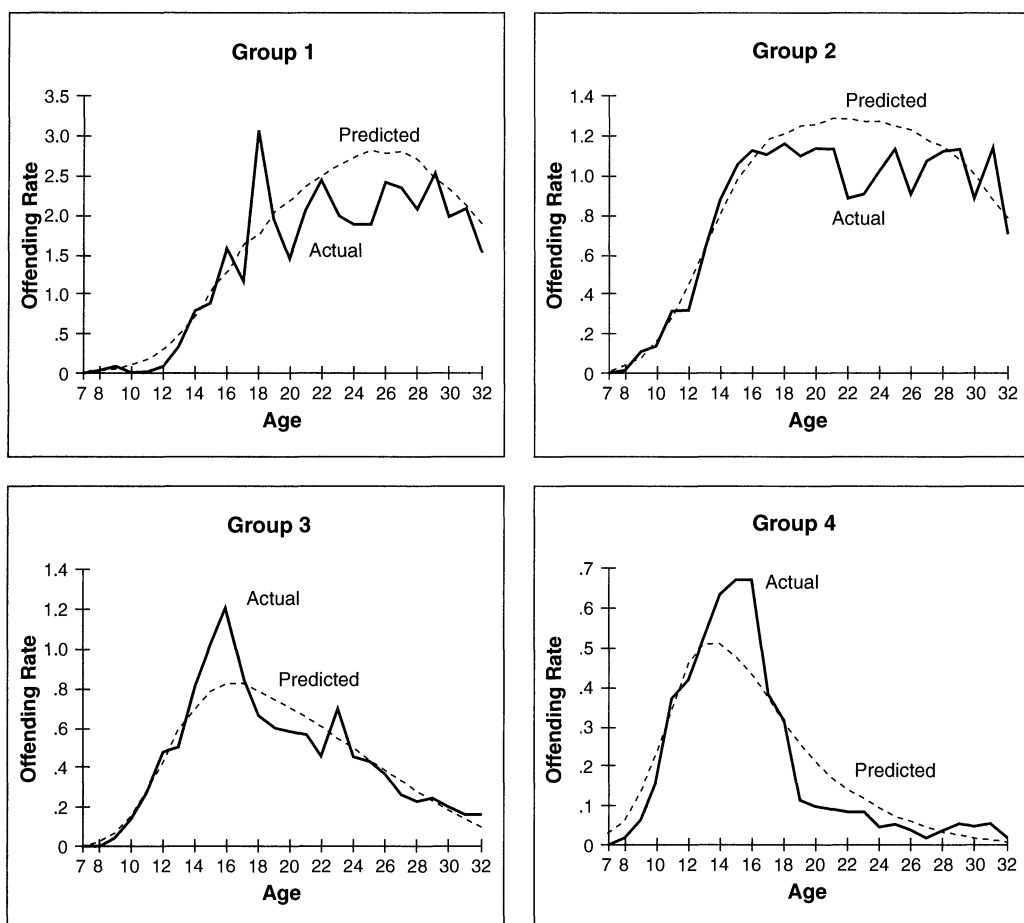 Group 1
3.5
3.0
2.5
2.0
1.5
1.0
.5
0
Offending Rate
Predicted
Actual
7 8 10 12 14 16 18 20 22 24 26 28 30 32
Age
Group 2
1.4
1.2
1.0
.8
.6
.4
.2
0
Offending Rate
Predicted
Actual
7 8 10 12 14 16 18 20 22 24 26 28 30 32
Age
Group 3
1.4
1.2
1.0
.8
.6
.4
.2
0
Offending Rate
Actual
Predicted
7 8 10 12 14 16 18 20 22 24 26 28 30 32
Age
Group 4
.7
.6
.5
.4
.3
.2
.1
0
Offending Rate
Actual
Predicted
7 8 10 12 14 16 18 20 22 24 26 28 30 32
Age